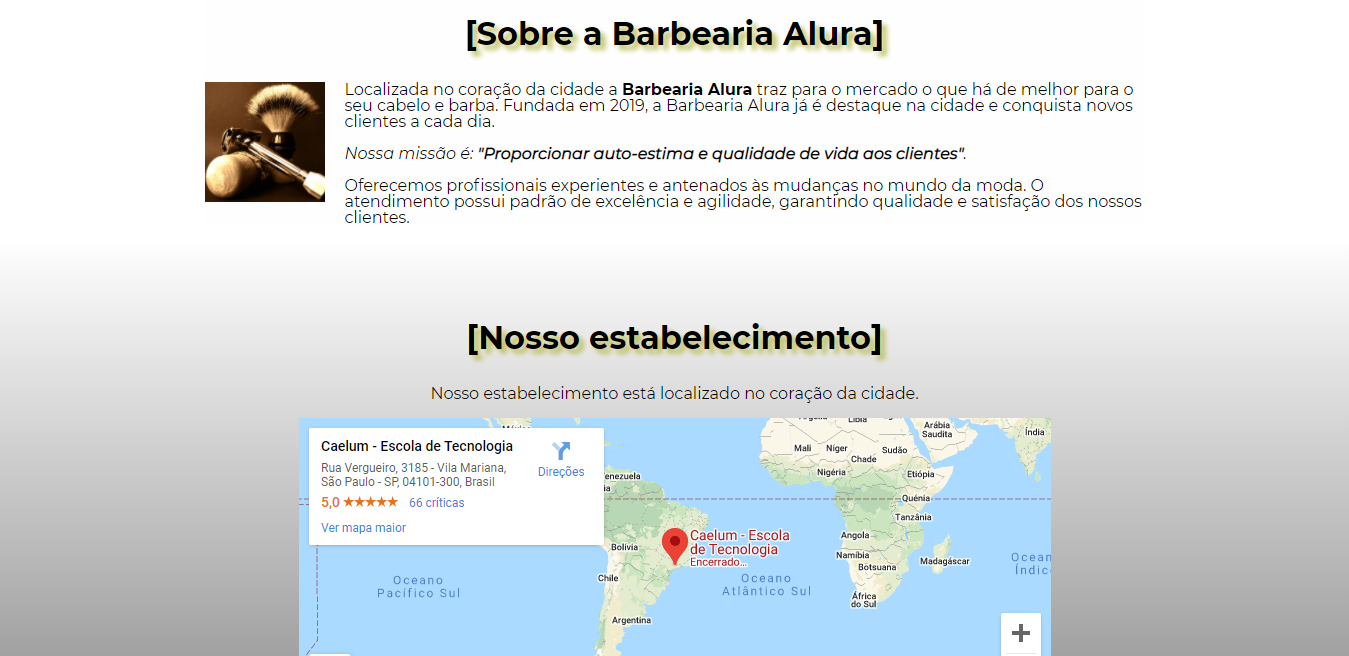 [Sobre a Barbearia Alura]
Localizada no coração da cidade a Barbearia Alura traz para o mercado o que há de melhor para o
seu cabelo e barba. Fundada em 2019, a Barbearia Alura já é destaque na cidade e conquista novos
clientes a cada dia.
Nossa missão é: "Proporcionar auto-estima e qualidade de vida aos clientes".
Oferecemos profissionais experientes e antenados às mudanças no mundo da moda. O
atendimento possui padrão de excelência e agilidade, garantindo qualidade e satisfação dos nossos
clientes.
[Nosso estabelecimento]
Nosso estabelecimento está localizado no coração da cidade.
Caelum - Escola de Tecnologia
Rua Vergueiro, 3185 - Vila Mariana,
São Paulo - SP, 04101-300, Brasil
5,0 ★★★★★ 66 críticas
Ver mapa maior
Direções
Líbia
Arábia
Saudita
Índia
Mali
Níger
Sudão
Chade
Nigéria
Etiópia
enezuela
Quénia
Tanzânia
Caelum - Escola
de Tecnologia
Encerrado...
Bolívia
Angola
Namíbia
Botsuana
Madagáscar
Ocean
Índic
Chile
Oceano
Pacífico Sul
Oceano
Atlântico Sul
África
do Sul
Argentina